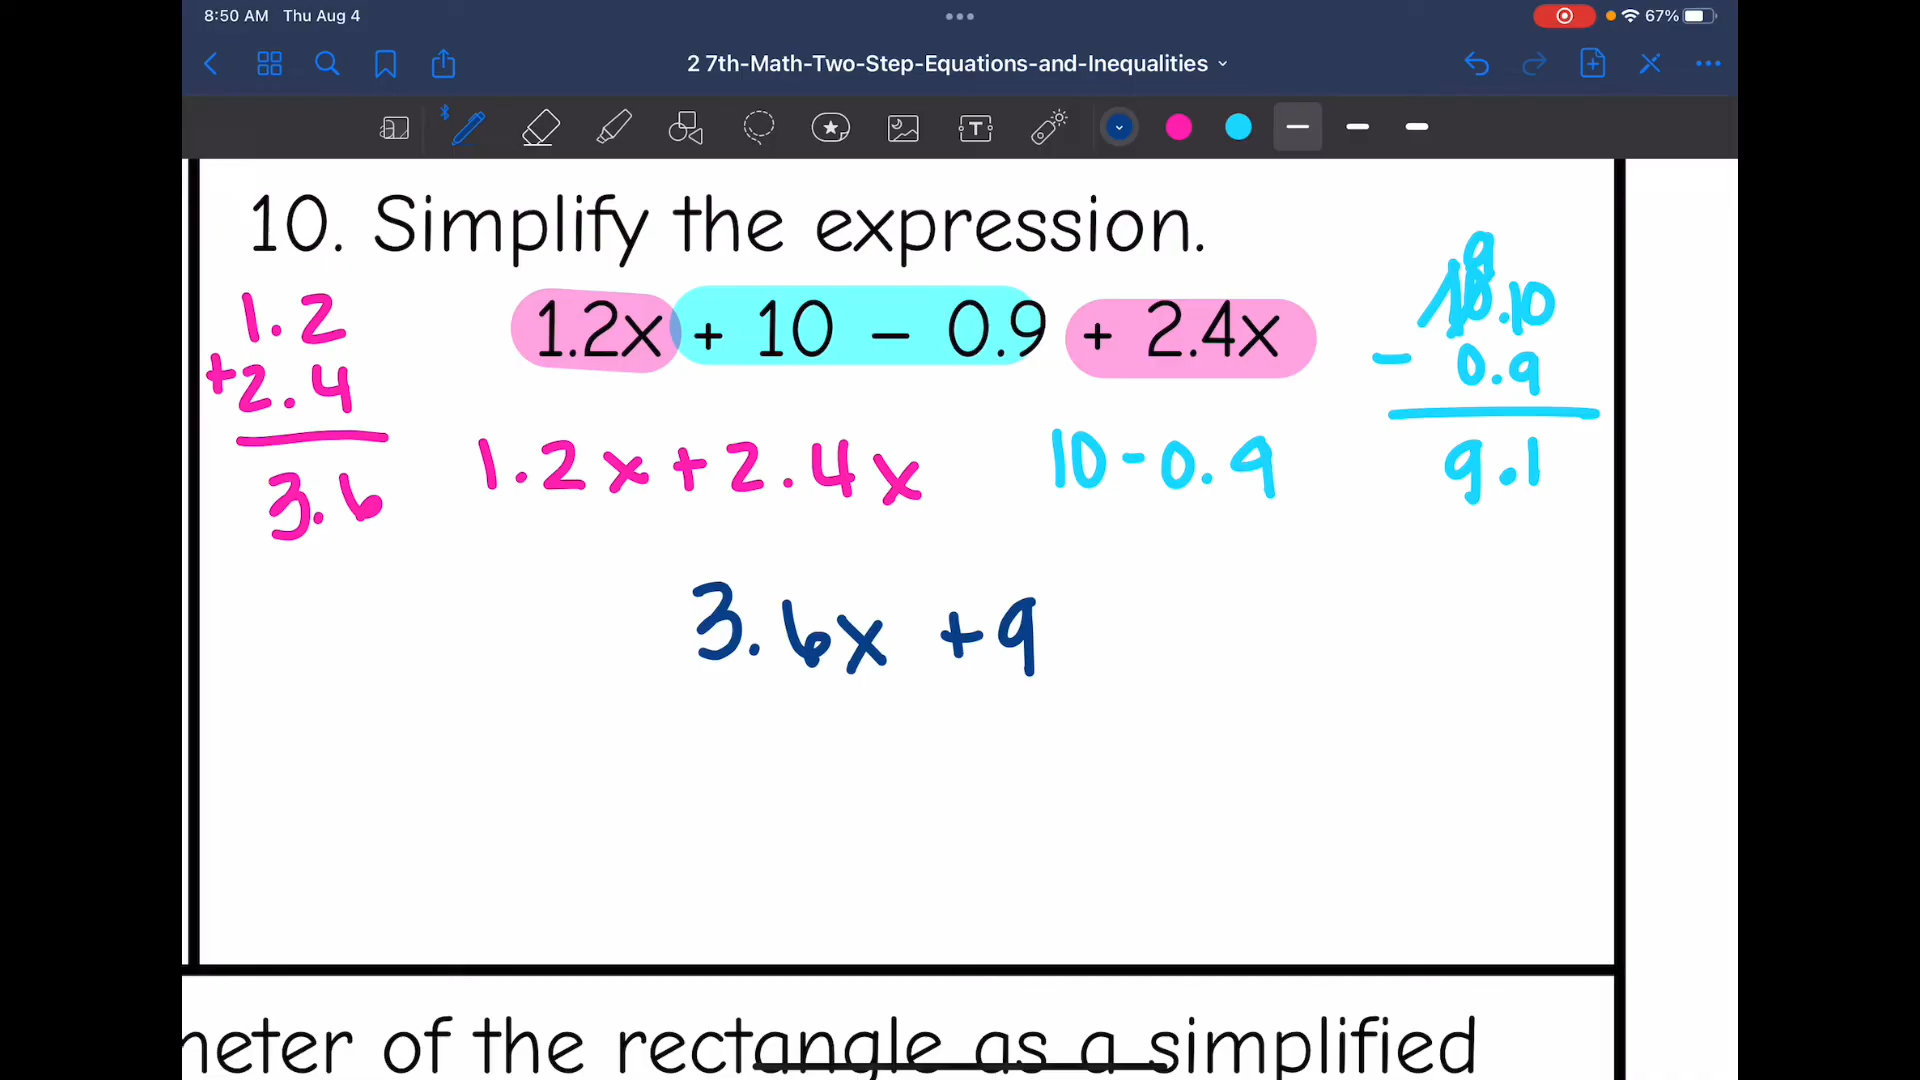 8:50 AM Thu Aug 4
67%
2 7th-Math-Two-Step-Equations-and-Inequalities
10. Simplify the expression.
1.2x + 10 – 0.9 + 2.4x
1.2
+2.4
3.6
1.2x+2.4x
10-0.9
9
10.10
- 0.9
9.1
3.6x +9
meter of the rectangle as a simplified